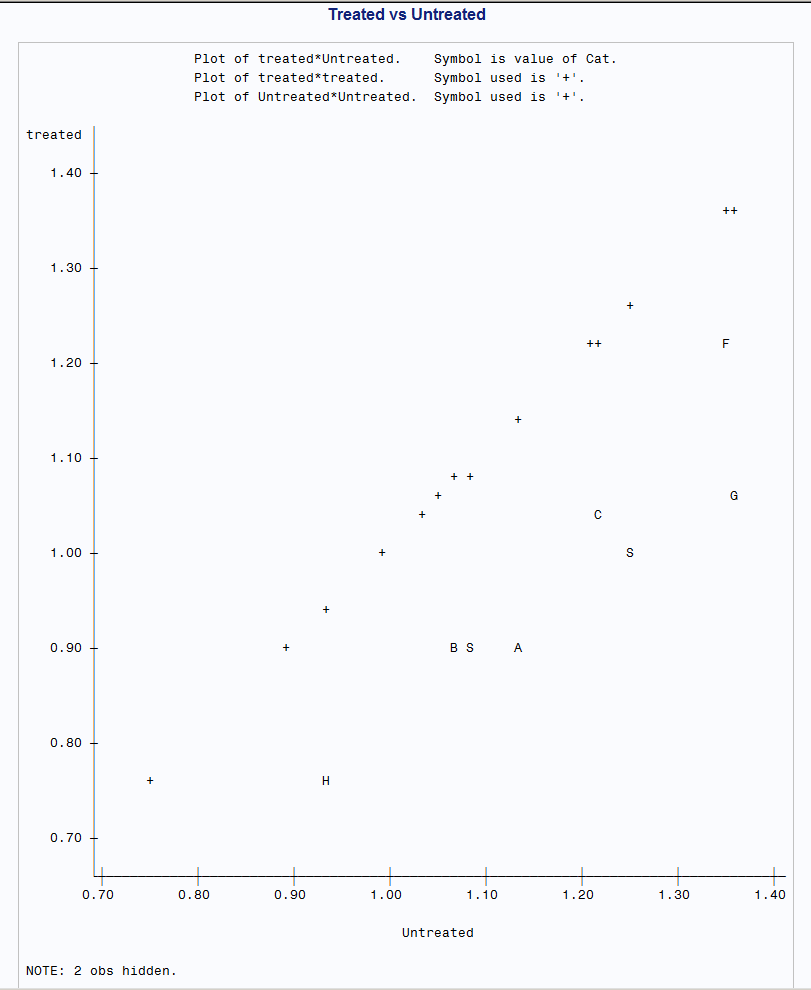 Treated vs Untreated
Plot of treated*Untreated. Symbol is value of Cat.
Plot of treated*treated. Symbol used is '+'.
Plot of Untreated*Untreated. Symbol used is '+'.
treated
1.40
++
1.30
+
++ F
1.20
+
1.10
+ +
+ G
+ C
1.00 + S
+
0.90 + B S A
0.80
+ H
0.70
0.70 0.80 0.90 1.00 1.10 1.20 1.30 1.40
Untreated
NOTE: 2 obs hidden.